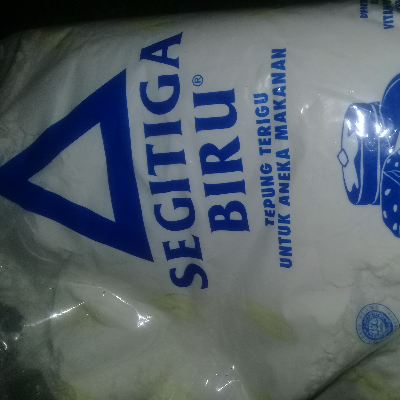 SEGITIGA
BIRU®
TEPUNG TERIGU
UNTUK ANEKA MAKANAN